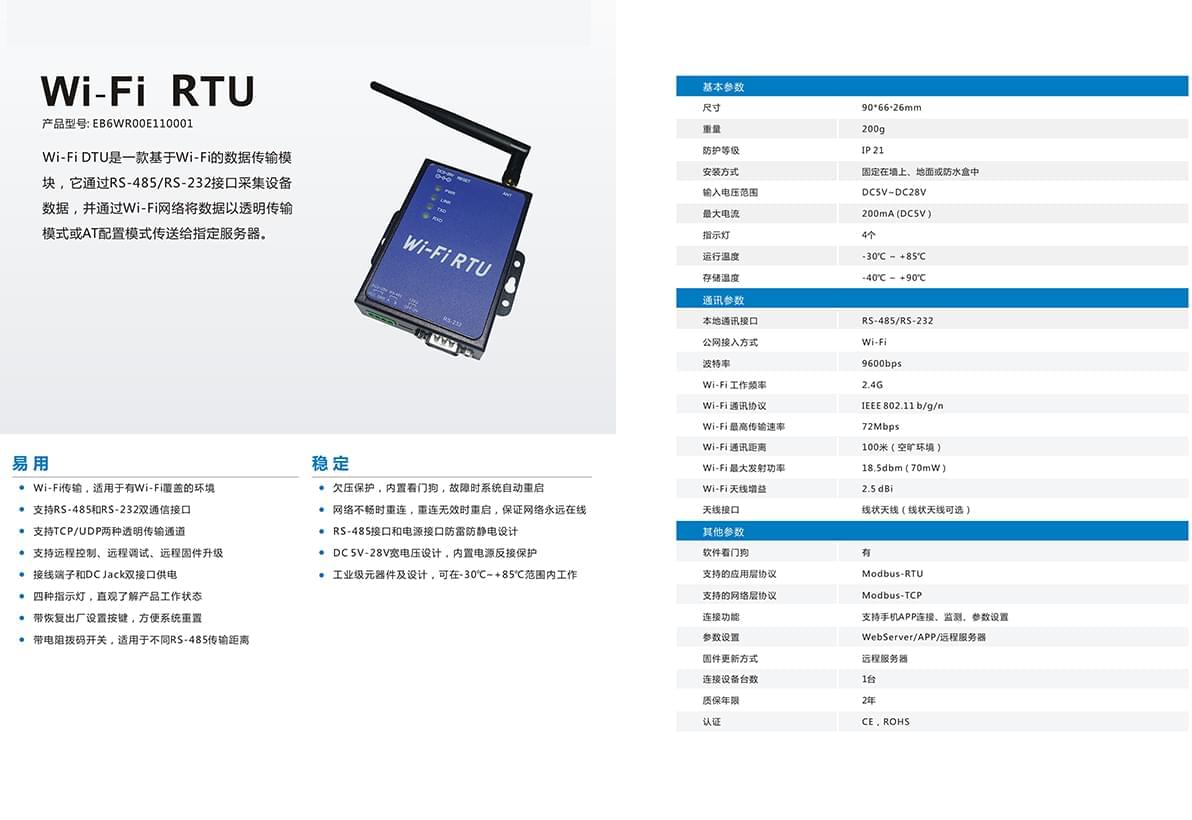 Wi-Fi RTU
产品型号: EB6WR00E110001
Wi-Fi DTU是一款基于Wi-Fi的数据传输模
块，它通过RS-485/RS-232接口采集设备
数据，并通过Wi-Fi网络将数据以透明传输
模式或AT配置模式传送给指定服务器。
DC5~28V RESET
ANT
PWR
LINK
TXD
RXD
Wi-Fi RTU
RS-232
易用
Wi-Fi传输，适用于有Wi-Fi覆盖的环境
支持RS-485和RS-232双通信接口
支持TCP/UDP两种透明传输通道
支持远程控制、远程调试、远程固件升级
接线端子和DC Jack双接口供电
四种指示灯，直观了解产品工作状态
带恢复出厂设置按键，方便系统重置
带电阻拨码开关，适用于不同RS-485传输距离
稳定
欠压保护，内置看门狗，故障时系统自动重启
网络不畅时重连，重连无效时重启，保证网络永远在线
RS-485接口和电源接口防雷防静电设计
DC 5V-28V宽电压设计，内置电源反接保护
工业级元器件及设计，可在-30℃~+85℃范围内工作
基本参数
尺寸 90*66*26mm
重量 200g
防护等级 IP 21
安装方式 固定在墙上、地面或防水盒中
输入电压范围 DC5V~DC28V
最大电流 200mA (DC5V)
指示灯 4个
运行温度 -30℃ ~ +85℃
存储温度 -40℃ ~ +90℃
通讯参数
本地通讯接口 RS-485/RS-232
公网接入方式 Wi-Fi
波特率 9600bps
Wi-Fi 工作频率 2.4G
Wi-Fi 通讯协议 IEEE 802.11 b/g/n
Wi-Fi 最高传输速率 72Mbps
Wi-Fi 通讯距离 100米（空旷环境）
Wi-Fi 最大发射功率 18.5dbm（70mW）
Wi-Fi 天线增益 2.5 dBi
天线接口 线状天线（线状天线可选）
其他参数
软件看门狗 有
支持的应用层协议 Modbus-RTU
支持的网络层协议 Modbus-TCP
连接功能 支持手机APP连接、监测、参数设置
参数设置 WebServer/APP/远程服务器
固件更新方式 远程服务器
连接设备台数 1台
质保年限 2年
认证 CE，ROHS